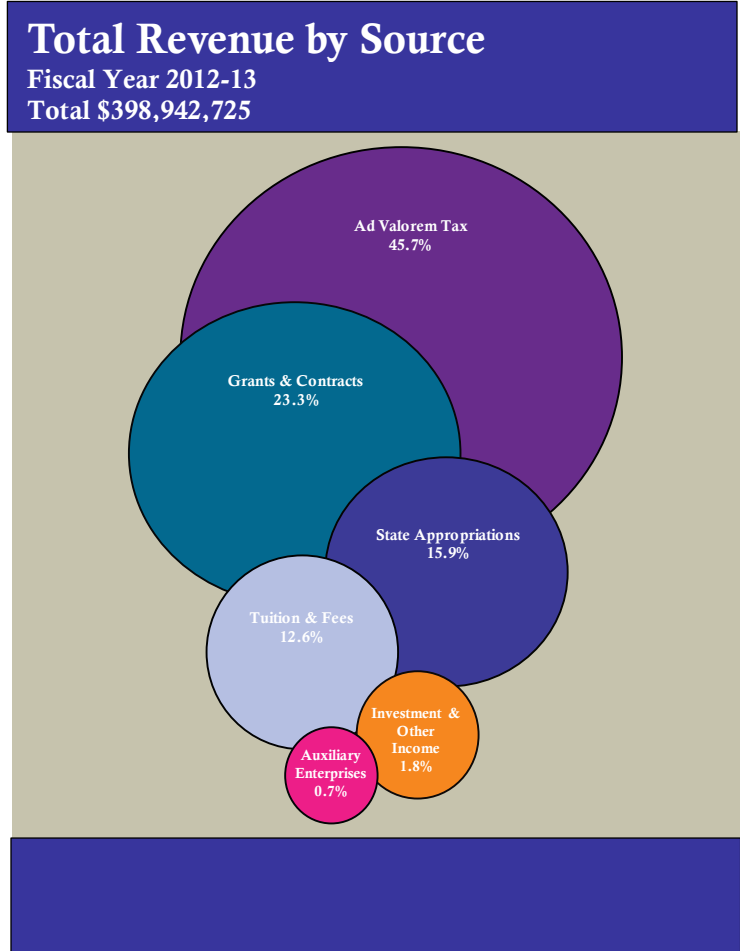 Total Revenue by Source
Fiscal Year 2012-13
Total $398,942,725
Ad Valorem Tax
45.7%
Grants & Contracts
23.3%
State Appropriations
15.9%
Tuition & Fees
12.6%
Investment &
Other
Income
1.8%
Auxiliary
Enterprises
0.7%